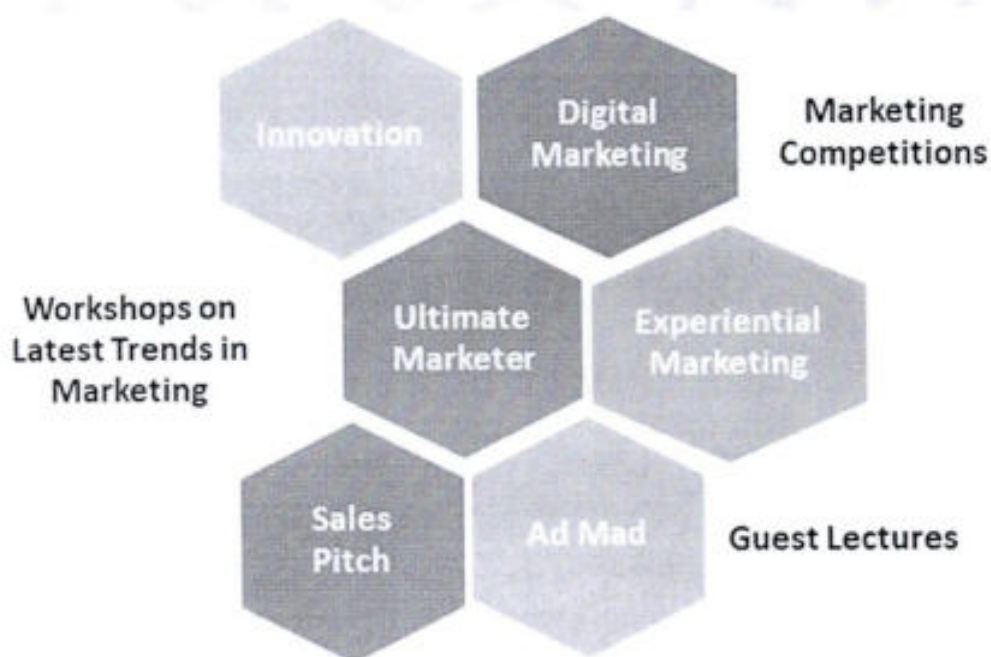 Innovation
Digital
Marketing
Marketing
Competitions
Workshops on
Latest Trends in
Marketing
Ultimate
Marketer
Experiential
Marketing
Sales
Pitch
Ad Mad
Guest Lectures